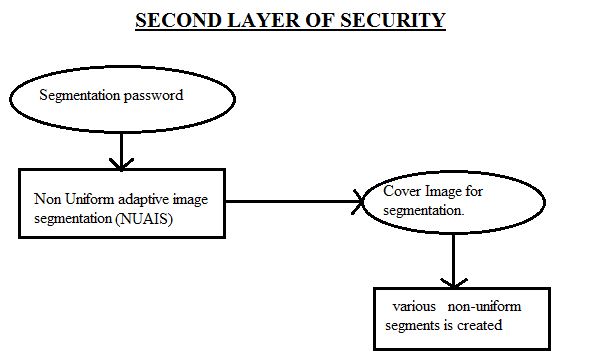 SECOND LAYER OF SECURITY
Segmentation password
Non Uniform adaptive image
segmentation (NUAIS)
Cover Image for
segmentation.
various non-uniform
segments is created